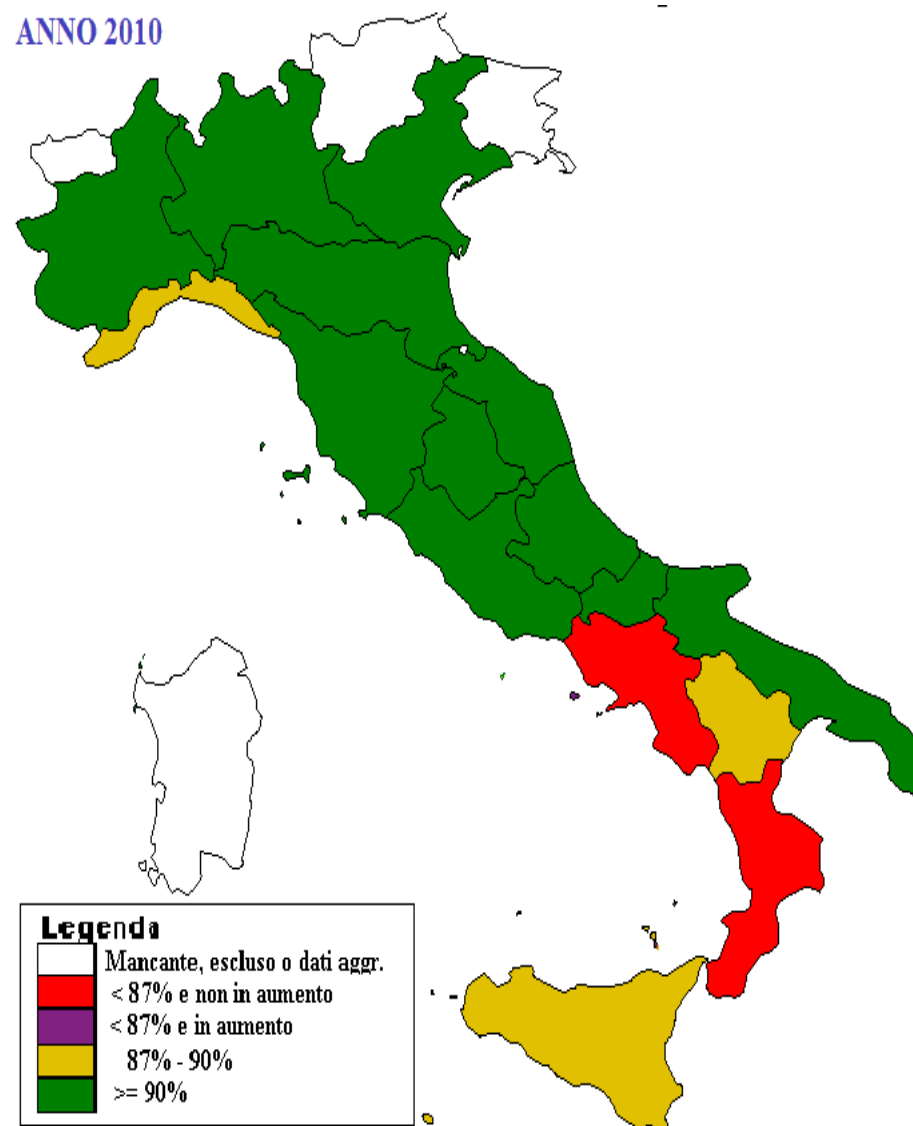 ANNO 2010
Legenda
Mancante, escluso o dati aggr.
< 87% e non in aumento
< 87% e in aumento
87% - 90%
>= 90%